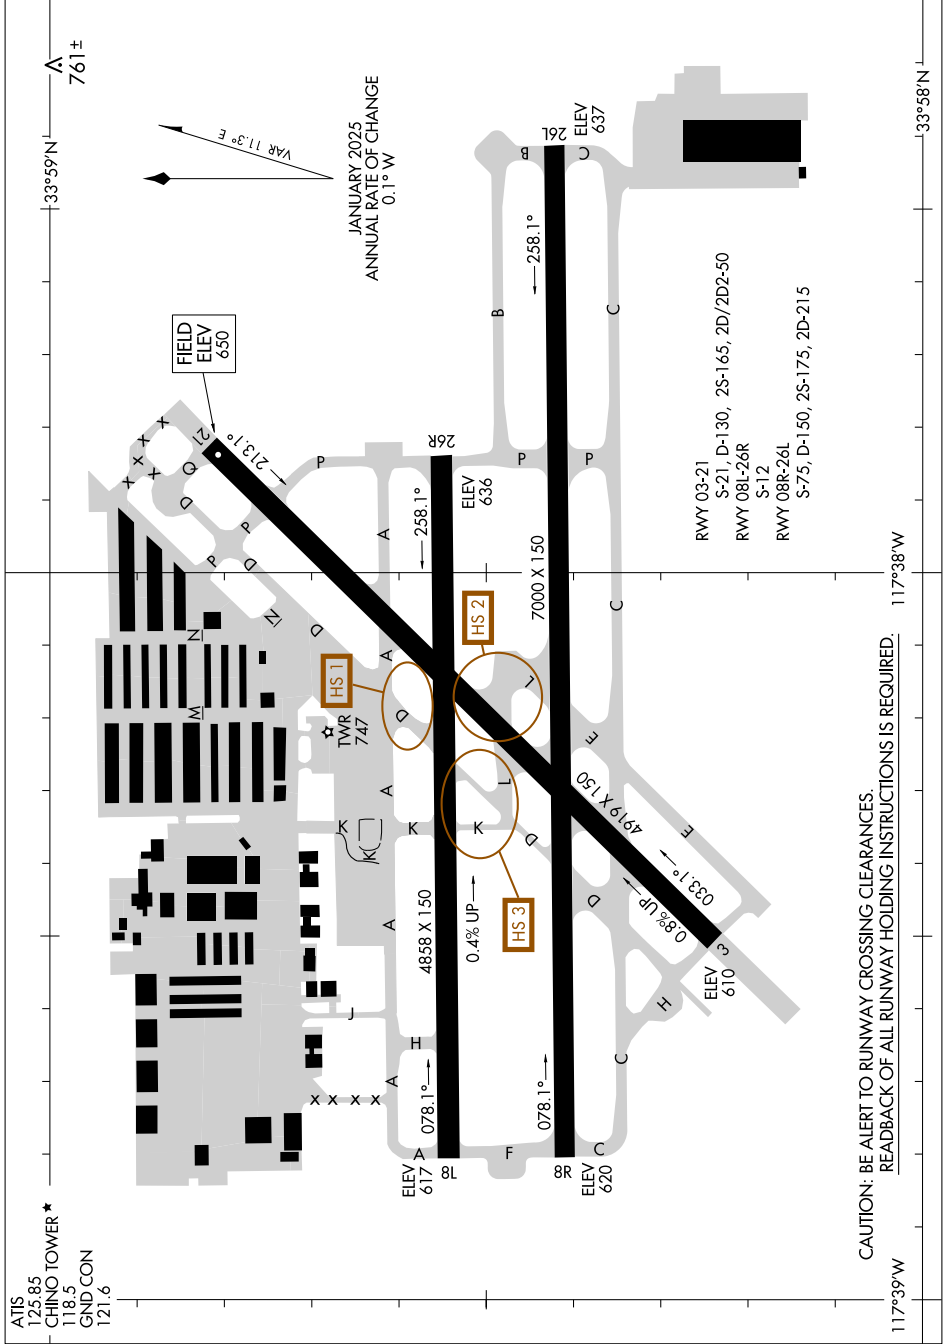 ATIS
125.85
CHINO TOWER ★
118.5
GND CON
121.6
33°59'N
761±
VAR 11.3° E
JANUARY 2025
ANNUAL RATE OF CHANGE
0.1° W
33°58'N
FIELD
ELEV
650
21
213.1°
Q
D
P
P
D
P
N
N
D
M
A
A
A
A
A
A
HS 1
D
TWR
747
K
K
K
K
J
H
26R
ELEV
636
258.1°
4858 X 150
0.4% UP
078.1°
ELEV
617
8L
HS 2
L
L
HS 3
D
D
F
B
B
C
26L
ELEV
637
258.1°
P
P
7000 X 150
078.1°
8R
ELEV
620
C
C
C
C
E
E
4919 X 150
033.1°
0.8% UP
3
ELEV
610
H
X X X X
X X X X X
RWY 03-21
S-21, D-130, 2S-165, 2D/2D2-50
RWY 08L-26R
S-12
RWY 08R-26L
S-75, D-150, 2S-175, 2D-215
CAUTION: BE ALERT TO RUNWAY CROSSING CLEARANCES.
READBACK OF ALL RUNWAY HOLDING INSTRUCTIONS IS REQUIRED.
117°39'W
117°38'W